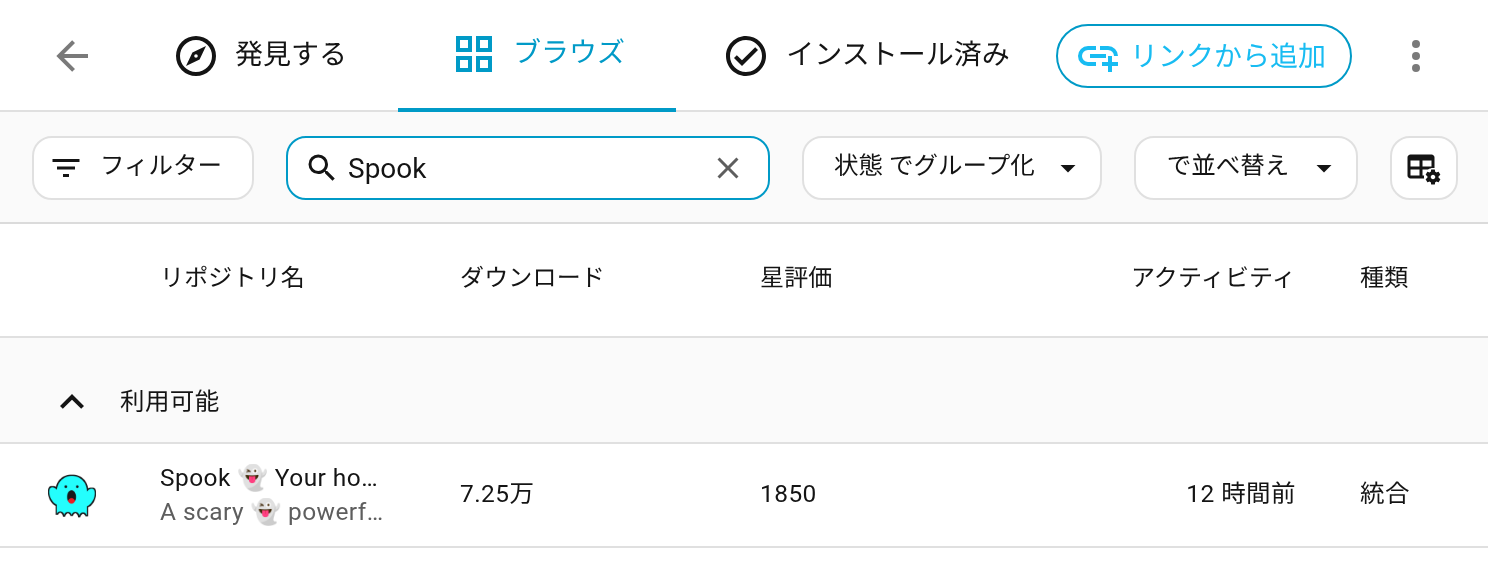 発見する
ブラウズ
インストール済み
リンクから追加
フィルター
Spook
状態 でグループ化
で並べ替え
リポジトリ名
ダウンロード
星評価
アクティビティ
種類
利用可能
Spook 👻 Your ho…
A scary 👻 powerf…
7.25万
1850
12 時間前
統合